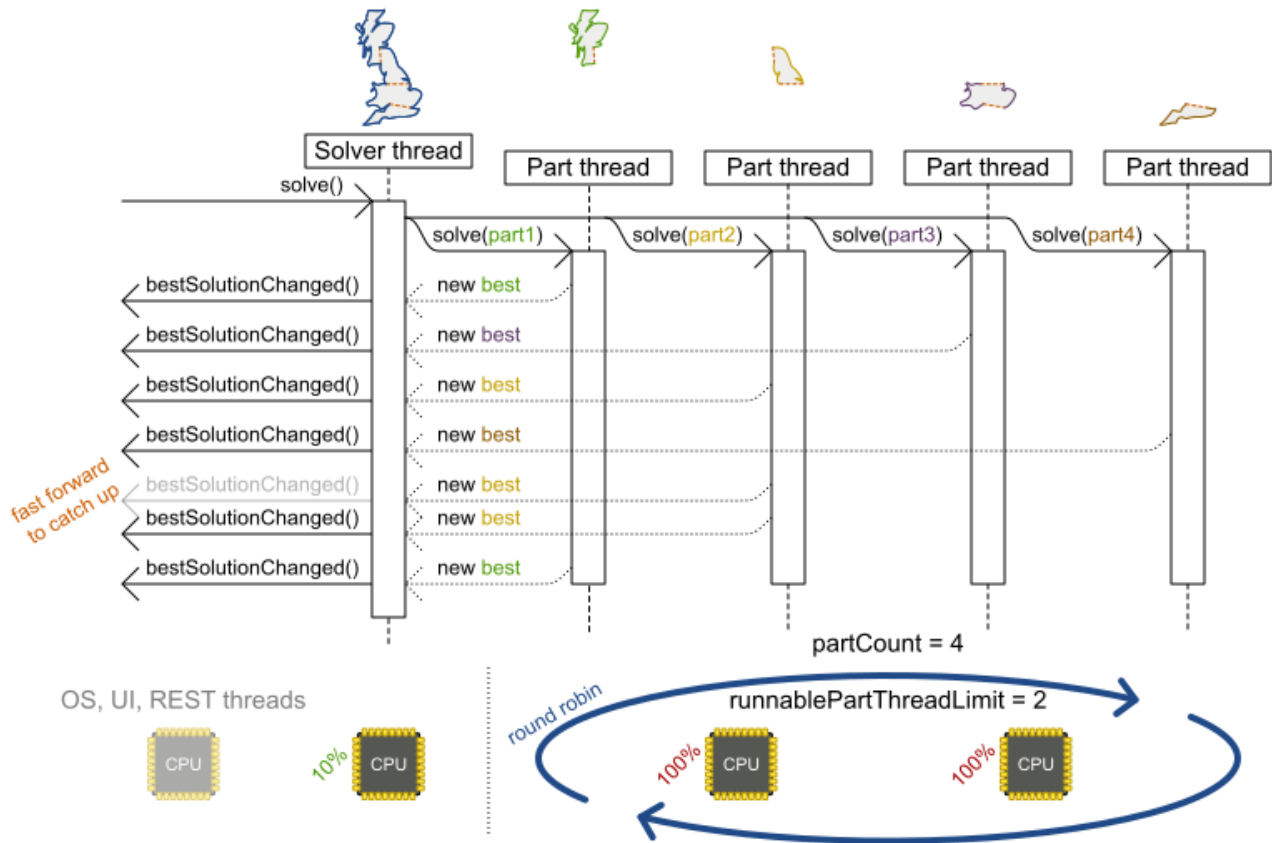 Solver thread
Part thread
Part thread
Part thread
Part thread
solve()
solve(part1)
solve(part2)
solve(part3)
solve(part4)
bestSolutionChanged()
new best
bestSolutionChanged()
new best
bestSolutionChanged()
new best
bestSolutionChanged()
new best
fast forward
to catch up
bestSolutionChanged()
new best
bestSolutionChanged()
new best
bestSolutionChanged()
new best
partCount = 4
OS, UI, REST threads
round robin
runnablePartThreadLimit = 2
CPU
10%
CPU
100%
CPU
100%
CPU